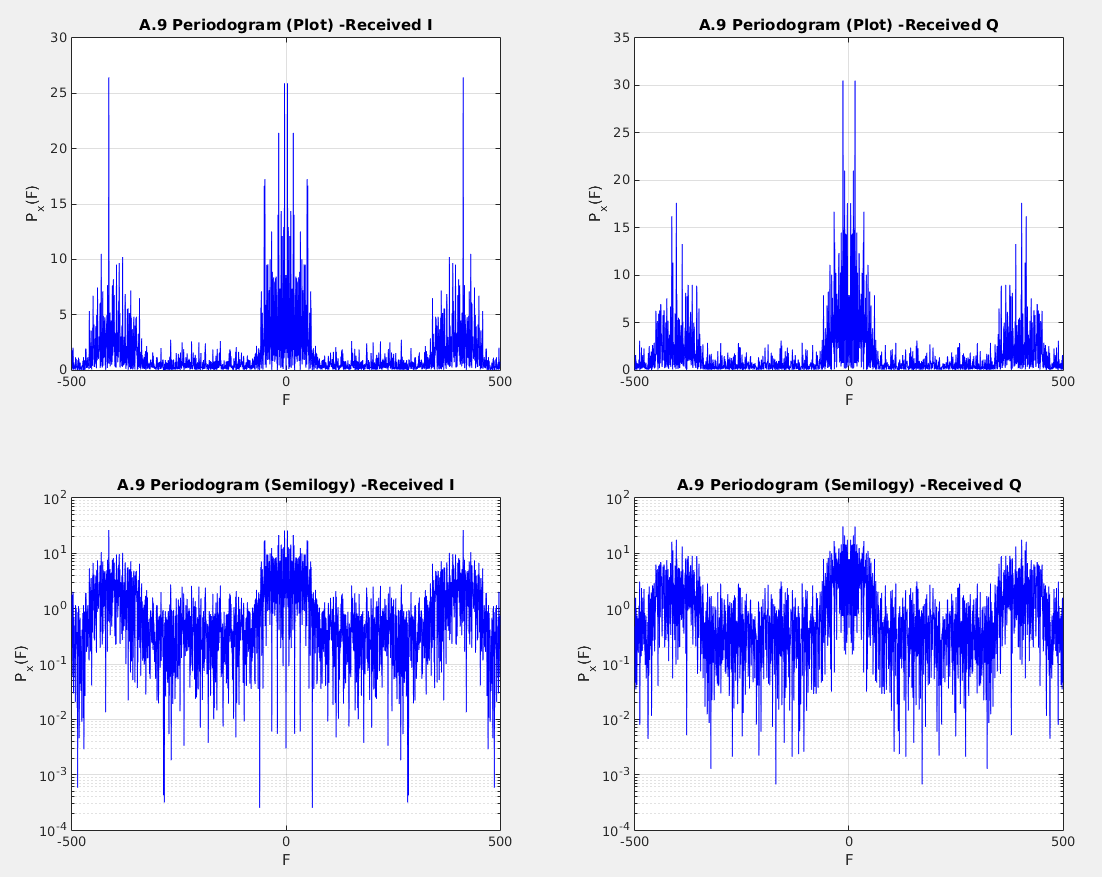 A.9 Periodogram (Plot) -Received I
30
25
20
15
10
5
0
P_x(F)
-500 0 500
F
A.9 Periodogram (Plot) -Received Q
35
30
25
20
15
10
5
0
P_x(F)
-500 0 500
F
A.9 Periodogram (Semilogy) -Received I
10^2
10^1
10^0
10^-1
10^-2
10^-3
10^-4
P_x(F)
-500 0 500
F
A.9 Periodogram (Semilogy) -Received Q
10^2
10^1
10^0
10^-1
10^-2
10^-3
10^-4
P_x(F)
-500 0 500
F